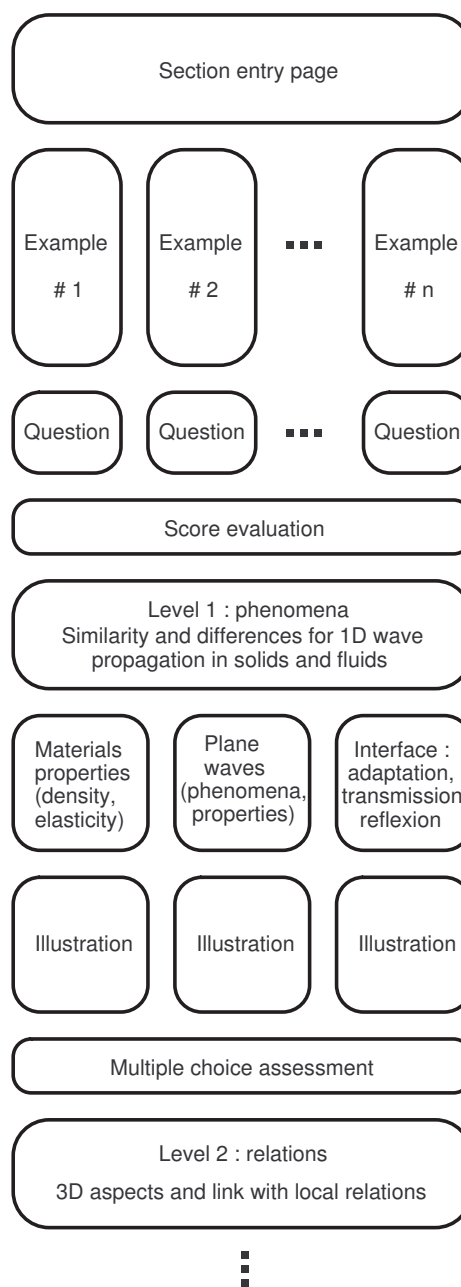 Section entry page
Example
# 1
Example
# 2
Example
# n
Question
Question
Question
Score evaluation
Level 1 : phenomena
Similarity and differences for 1D wave
propagation in solids and fluids
Materials
properties
(density,
elasticity)
Plane
waves
(phenomena,
properties)
Interface :
adaptation,
transmission
reflexion
Illustration
Illustration
Illustration
Multiple choice assessment
Level 2 : relations
3D aspects and link with local relations